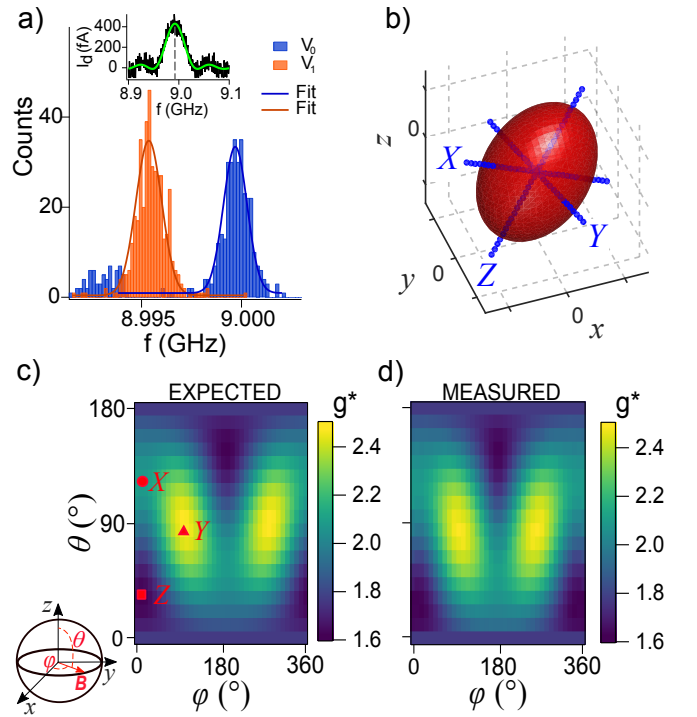 a)
I_d(fA)
400
200
0
8.9
9.0
9.1
f (GHz)
V_0
V_1
Fit
Fit
Counts
40
20
0
8.995
9.000
f (GHz)
b)
z
0
y
0
0
x
X
Y
Z
c)
EXPECTED
180
90
0
θ (°)
X
Y
Z
0
180
360
φ (°)
g*
2.4
2.2
2.0
1.8
1.6
z
θ
φ
B
y
x
d)
MEASURED
0
180
360
φ (°)
g*
2.4
2.2
2.0
1.8
1.6